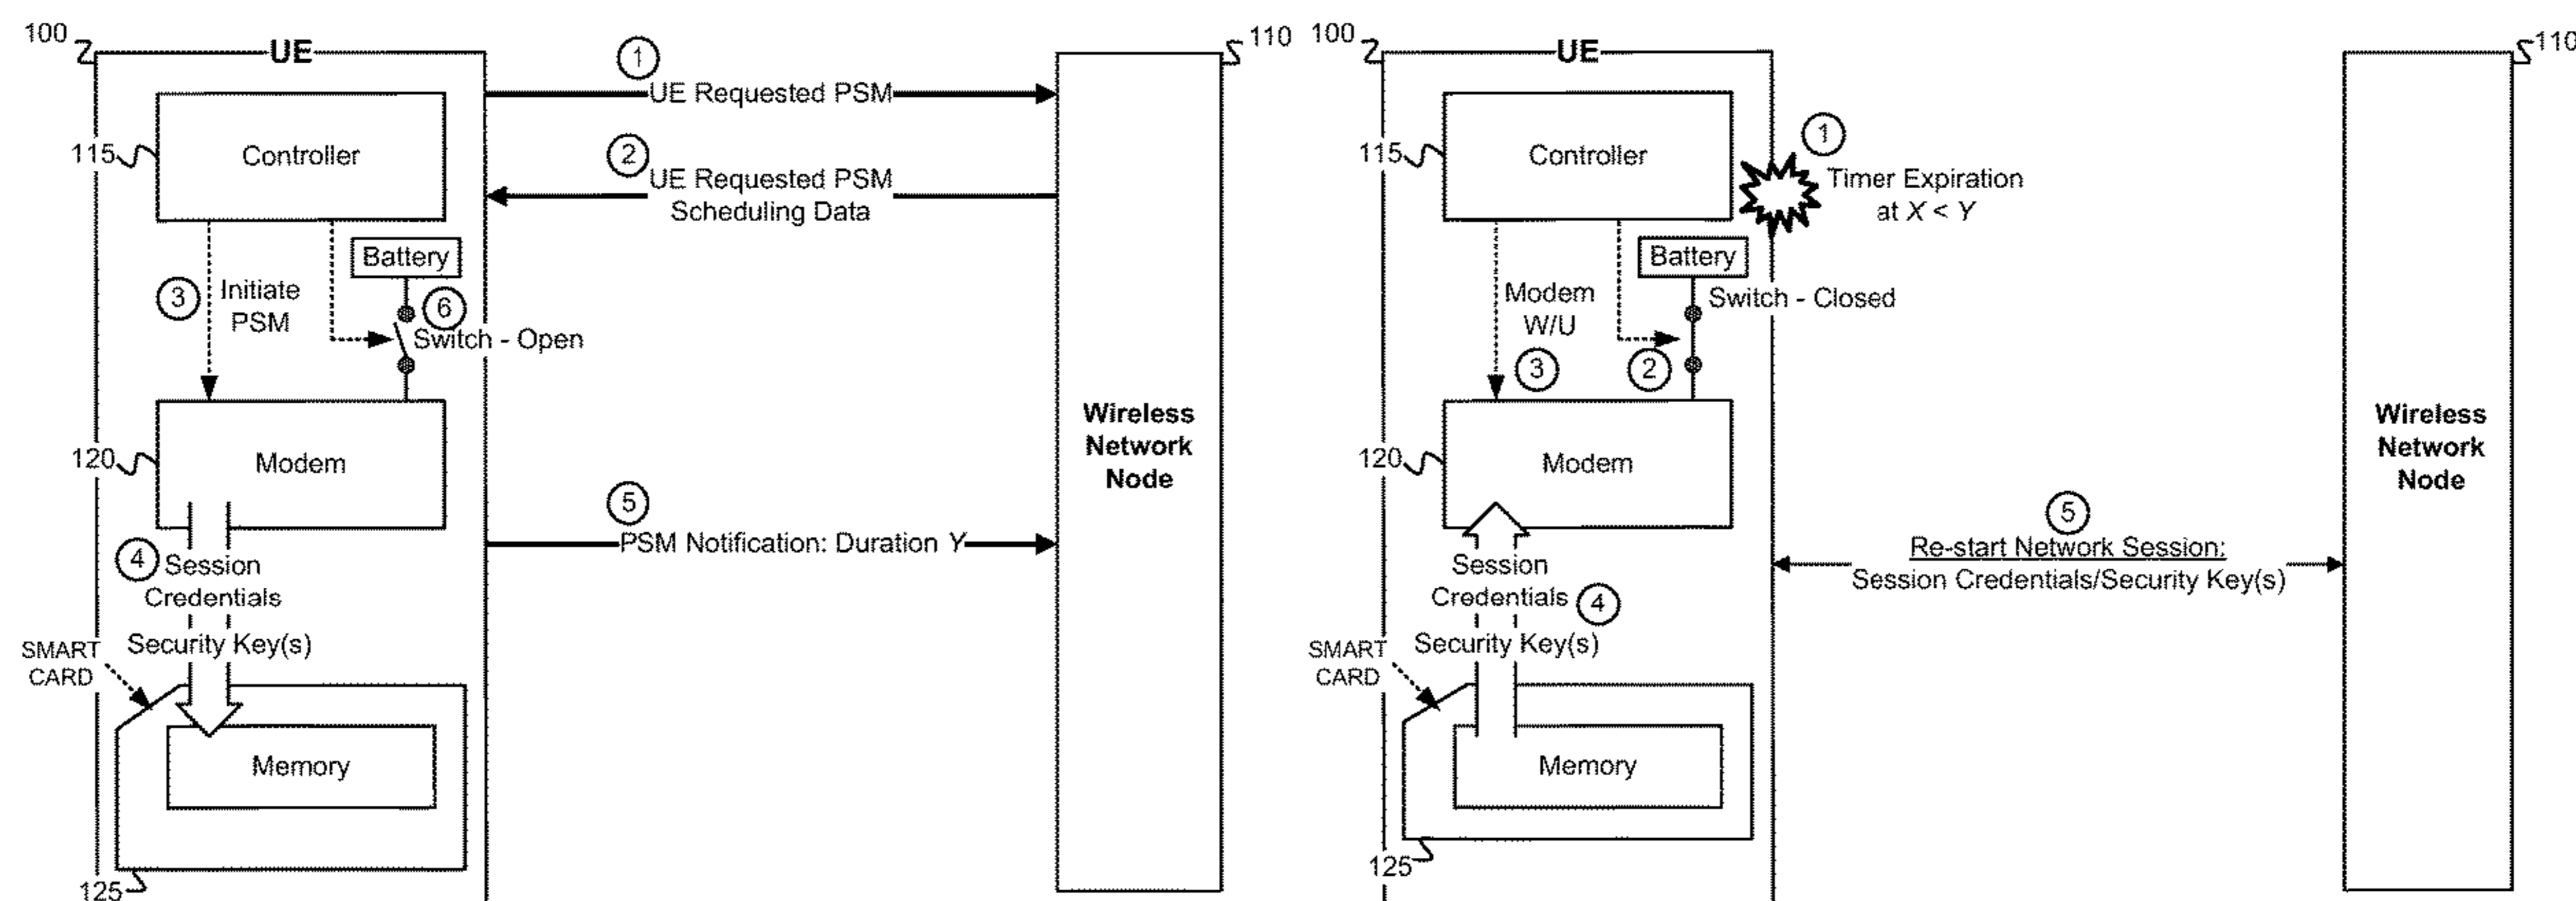 100
UE
110
1
UE Requested PSM
Controller
115
2
UE Requested PSM
Scheduling Data
Battery
3
Initiate
PSM
6
Switch - Open
Modem
120
Wireless
Network
Node
5
PSM Notification: Duration Y
4
Session
Credentials
Security Key(s)
SMART
CARD
Memory
125
100
UE
110
1
Controller
115
Timer Expiration
at X < Y
Battery
Switch - Closed
Modem
W/U
3
2
Modem
120
Wireless
Network
Node
5
Re-start Network Session:
Session Credentials/Security Key(s)
Session
Credentials
4
Security Key(s)
SMART
CARD
Memory
125